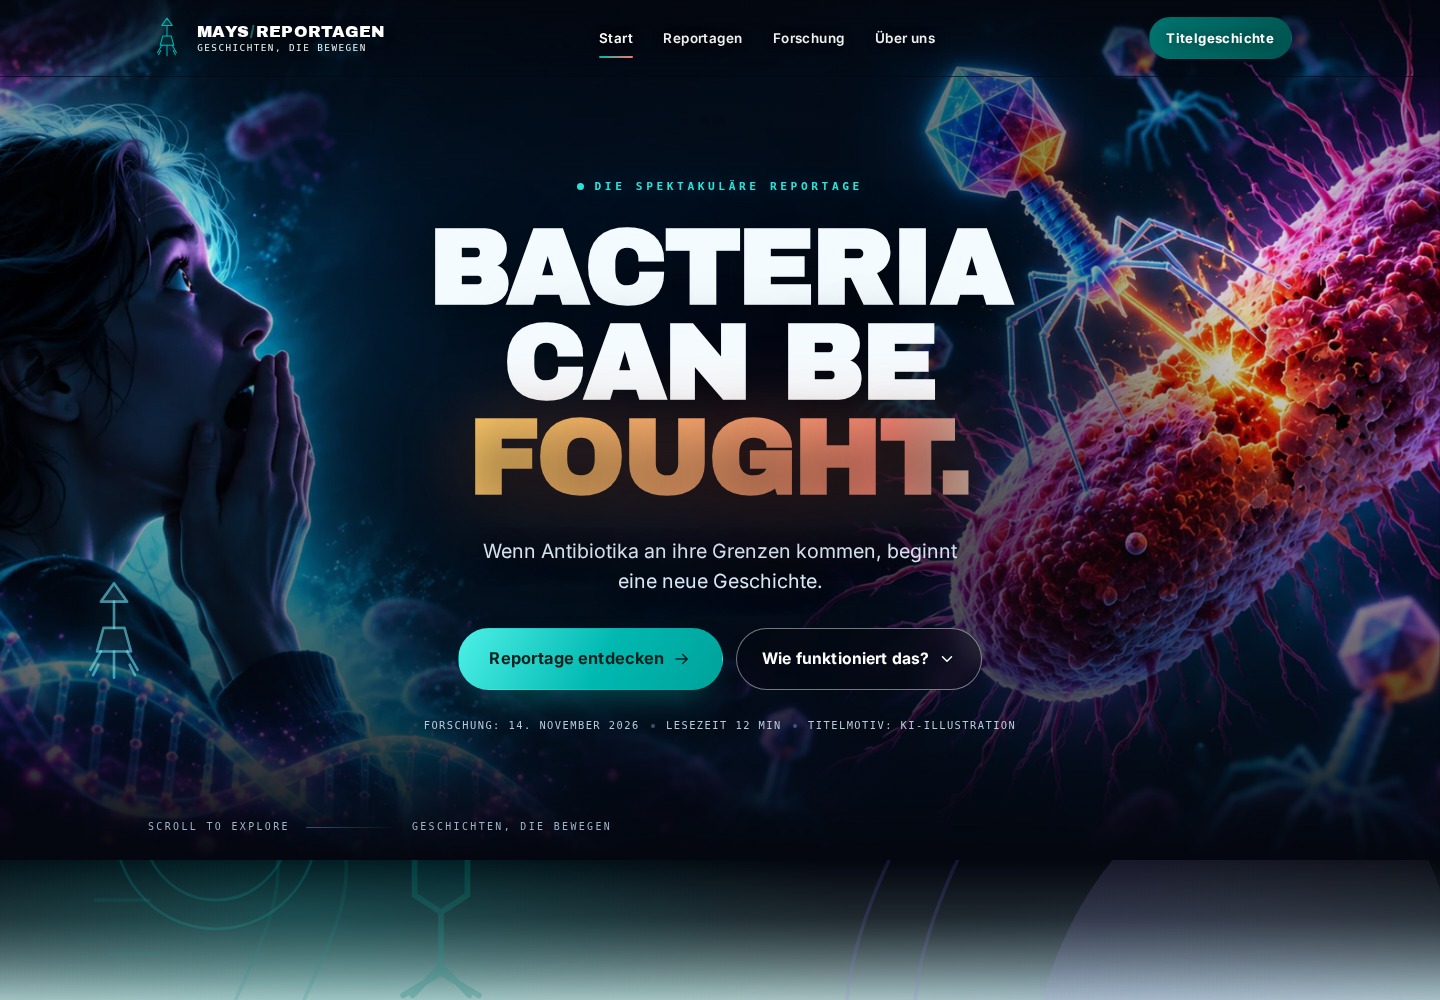 MAYS/REPORTAGEN
GESCHICHTEN, DIE BEWEGEN
Start
Reportagen
Forschung
Über uns
Titelgeschichte
DIE SPEKTAKULÄRE REPORTAGE
BACTERIA
CAN BE
FOUGHT.
Wenn Antibiotika an ihre Grenzen kommen, beginnt
eine neue Geschichte.
Reportage entdecken →
Wie funktioniert das?
FORSCHUNG: 14. NOVEMBER 2026 • LESEZEIT 12 MIN • TITELMOTIV: KI-ILLUSTRATION
SCROLL TO EXPLORE
GESCHICHTEN, DIE BEWEGEN